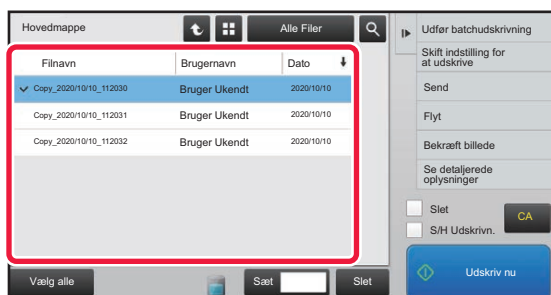 Hovedmappe
Alle Filer
Filnavn Brugernavn Dato
Copy_2020/10/10_112030 Bruger Ukendt 2020/10/10
Copy_2020/10/10_112031 Bruger Ukendt 2020/10/10
Copy_2020/10/10_112032 Bruger Ukendt 2020/10/10
Vælg alle
Sæt
Slet
Udfør batchudskrivning
Skift indstilling for
at udskrive
Send
Flyt
Bekræft billede
Se detaljerede
oplysninger
Slet
S/H Udskrivn.
CA
Udskriv nu